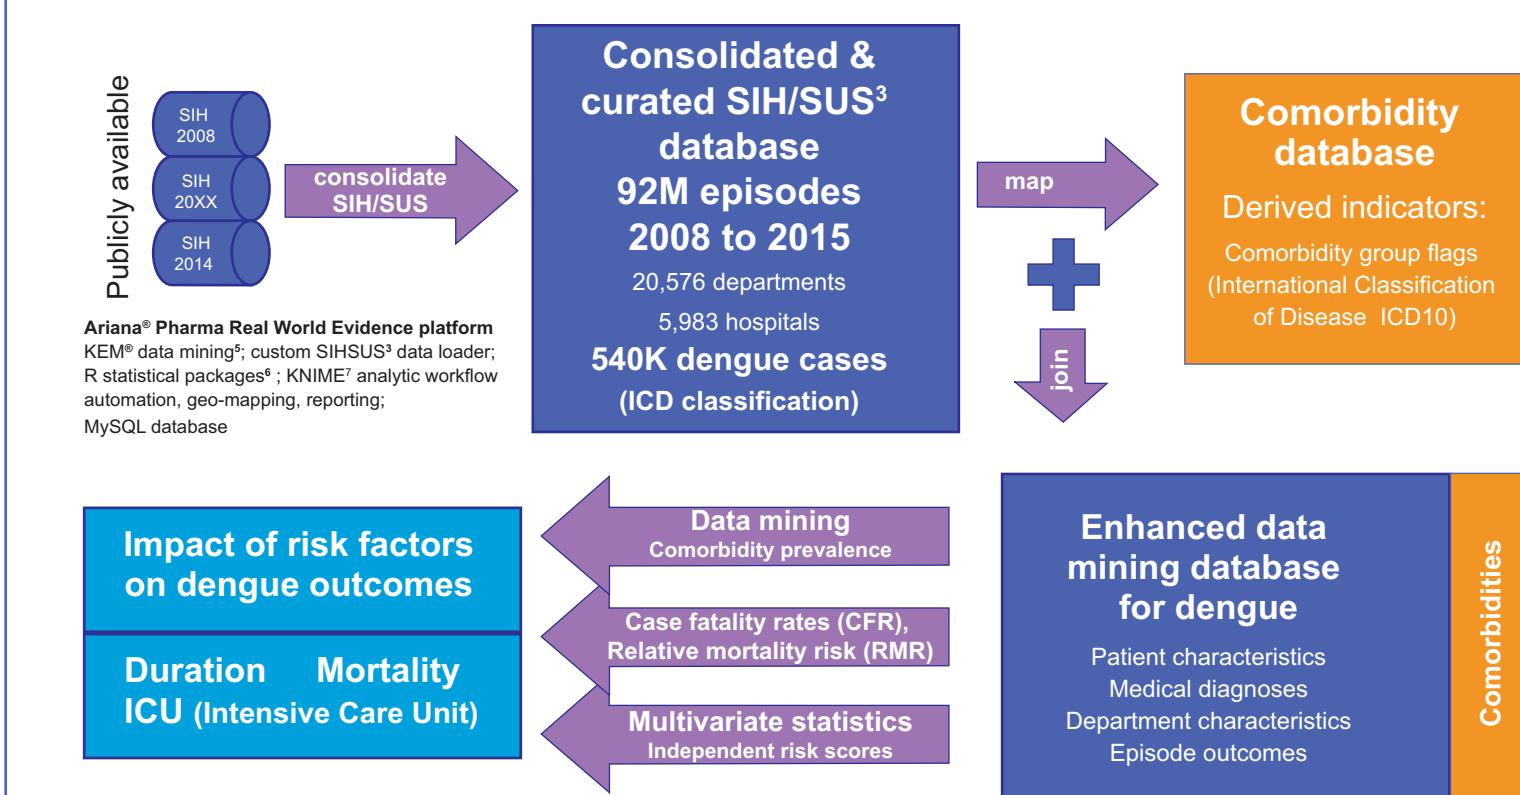 Publicly available
SIH
2008
SIH
20XX
SIH
2014
consolidate
SIH/SUS
Ariana® Pharma Real World Evidence platform
KEM® data mining⁵; custom SIHSUS³ data loader;
R statistical packages⁶ ; KNIME⁷ analytic workflow
automation, geo-mapping, reporting;
MySQL database
Consolidated &
curated SIH/SUS³
database
92M episodes
2008 to 2015
20,576 departments
5,983 hospitals
540K dengue cases
(ICD classification)
map
join
Comorbidity
database
Derived indicators:
Comorbidity group flags
(International Classification
of Disease ICD10)
Enhanced data
mining database
for dengue
Patient characteristics
Medical diagnoses
Department characteristics
Episode outcomes
Comorbidities
Data mining
Comorbidity prevalence
Case fatality rates (CFR),
Relative mortality risk (RMR)
Multivariate statistics
Independent risk scores
Impact of risk factors
on dengue outcomes
Duration Mortality
ICU (Intensive Care Unit)